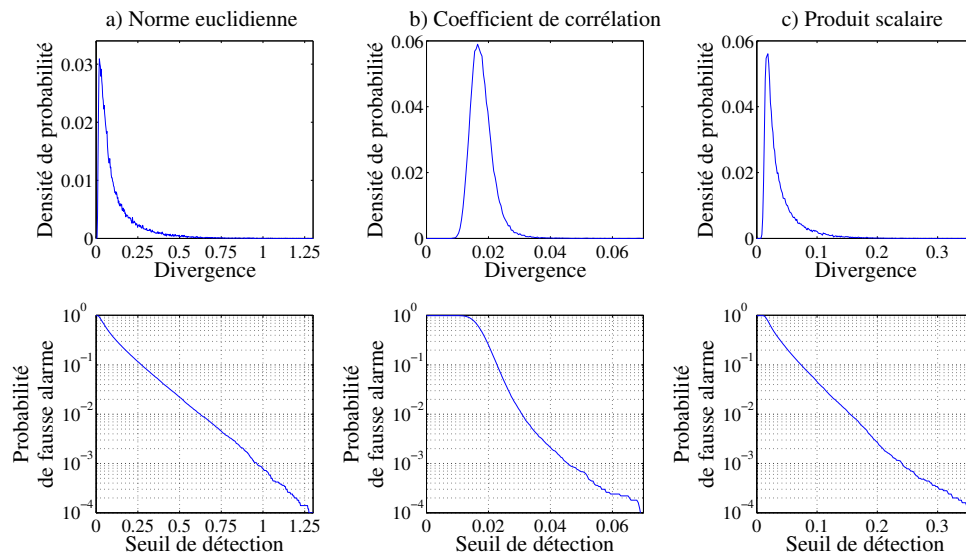 a) Norme euclidienne
b) Coefficient de corrélation
c) Produit scalaire
Densité de probabilité
0.03
0.02
0.01
0
0 0.25 0.5 0.75 1 1.25
Divergence
Densité de probabilité
0.06
0.04
0.02
0
0 0.02 0.04 0.06
Divergence
Densité de probabilité
0.06
0.04
0.02
0
0 0.1 0.2 0.3
Divergence
Probabilité
de fausse alarme
10^0
10^-1
10^-2
10^-3
10^-4
0 0.25 0.5 0.75 1 1.25
Seuil de détection
Probabilité
de fausse alarme
10^0
10^-1
10^-2
10^-3
10^-4
0 0.02 0.04 0.06
Seuil de détection
Probabilité
de fausse alarme
10^0
10^-1
10^-2
10^-3
10^-4
0 0.1 0.2 0.3
Seuil de détection